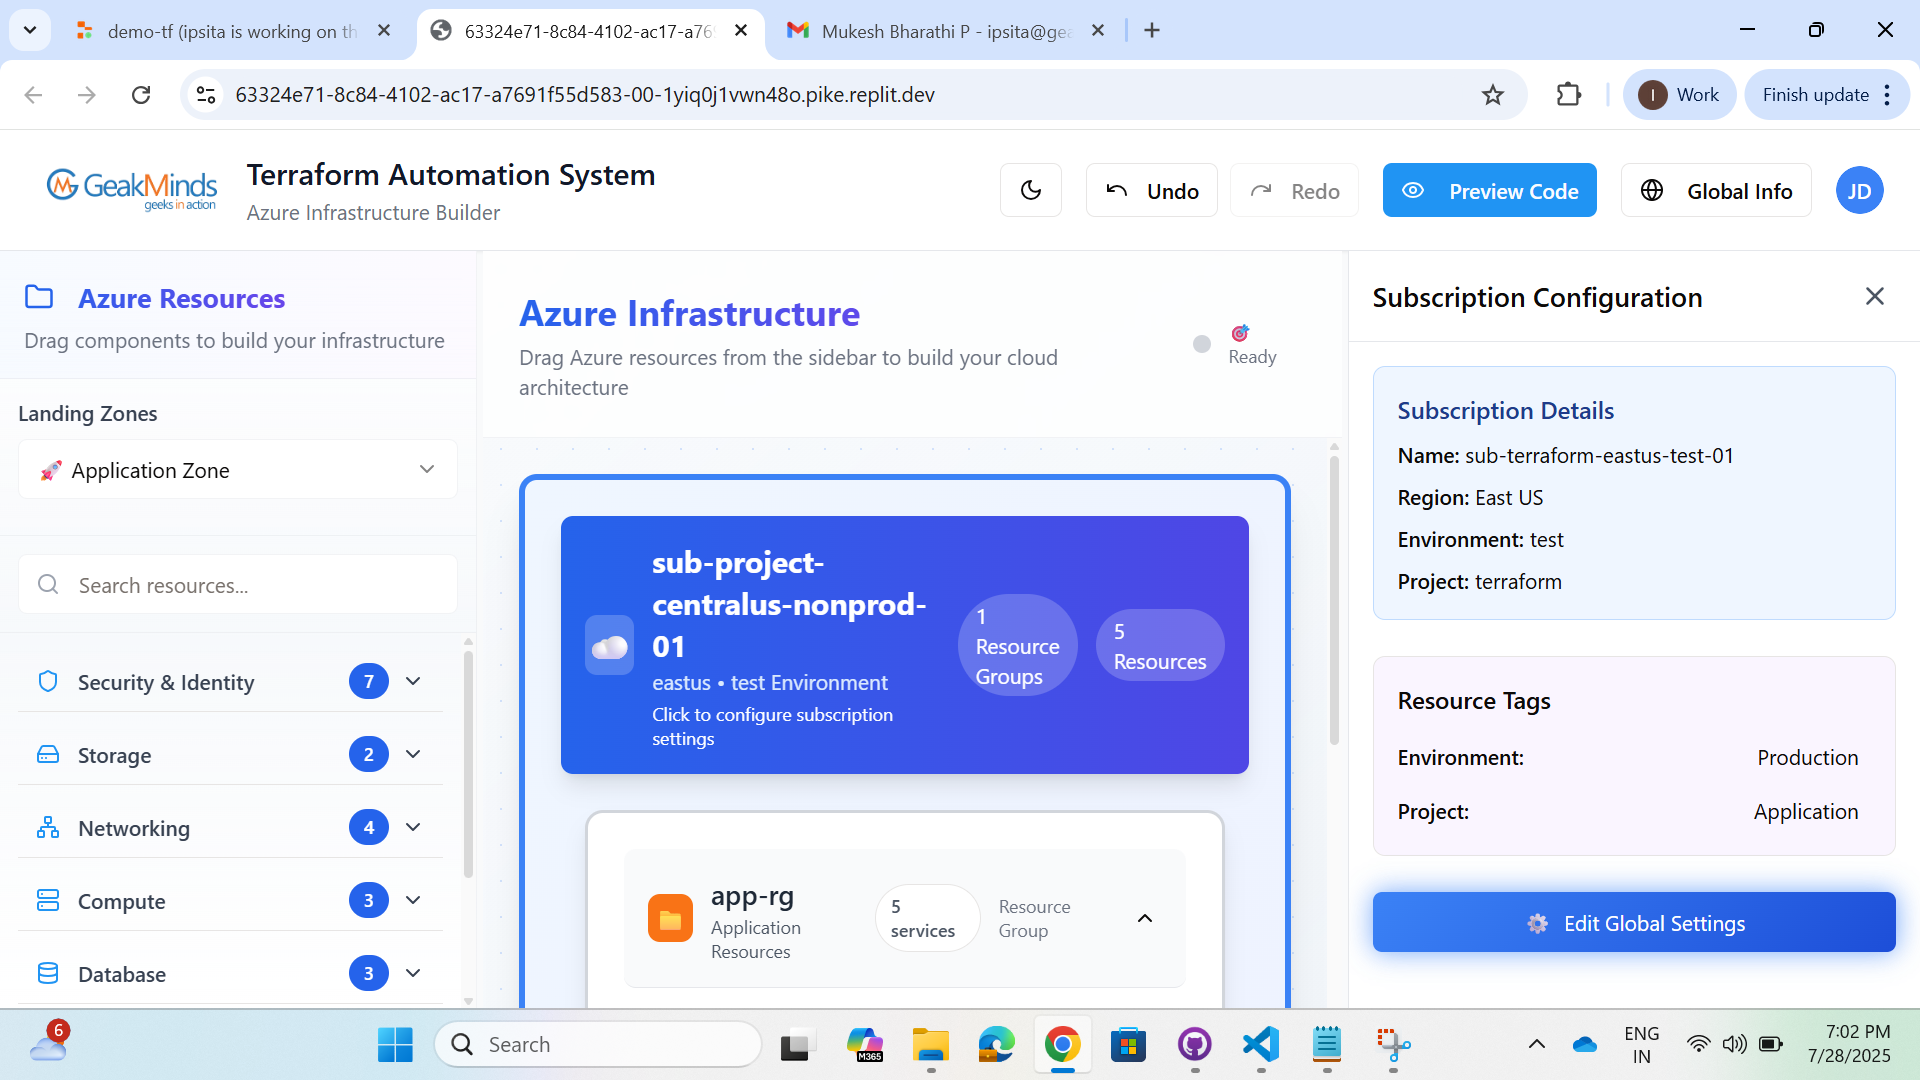 demo-tf (ipsita is working on th
63324e71-8c84-4102-ac17-a769
Mukesh Bharathi P - ipsita@gea
63324e71-8c84-4102-ac17-a7691f55d583-00-1yiq0j1vwn48o.pike.replit.dev
I
Work
Finish update
GeakMinds
geeks in action
Terraform Automation System
Azure Infrastructure Builder
Undo
Redo
Preview Code
Global Info
JD
Azure Resources
Drag components to build your infrastructure
Landing Zones
Application Zone
Search resources...
Security & Identity
7
Storage
2
Networking
4
Compute
3
Database
3
Azure Infrastructure
Drag Azure resources from the sidebar to build your cloud
architecture
Ready
sub-project-
centralus-nonprod-
01
eastus • test Environment
Click to configure subscription
settings
1
Resource
Groups
5
Resources
app-rg
Application
Resources
5
services
Resource
Group
Subscription Configuration
Subscription Details
Name: sub-terraform-eastus-test-01
Region: East US
Environment: test
Project: terraform
Resource Tags
Environment: Production
Project: Application
Edit Global Settings
6
Search
M365
ENG
IN
7:02 PM
7/28/2025